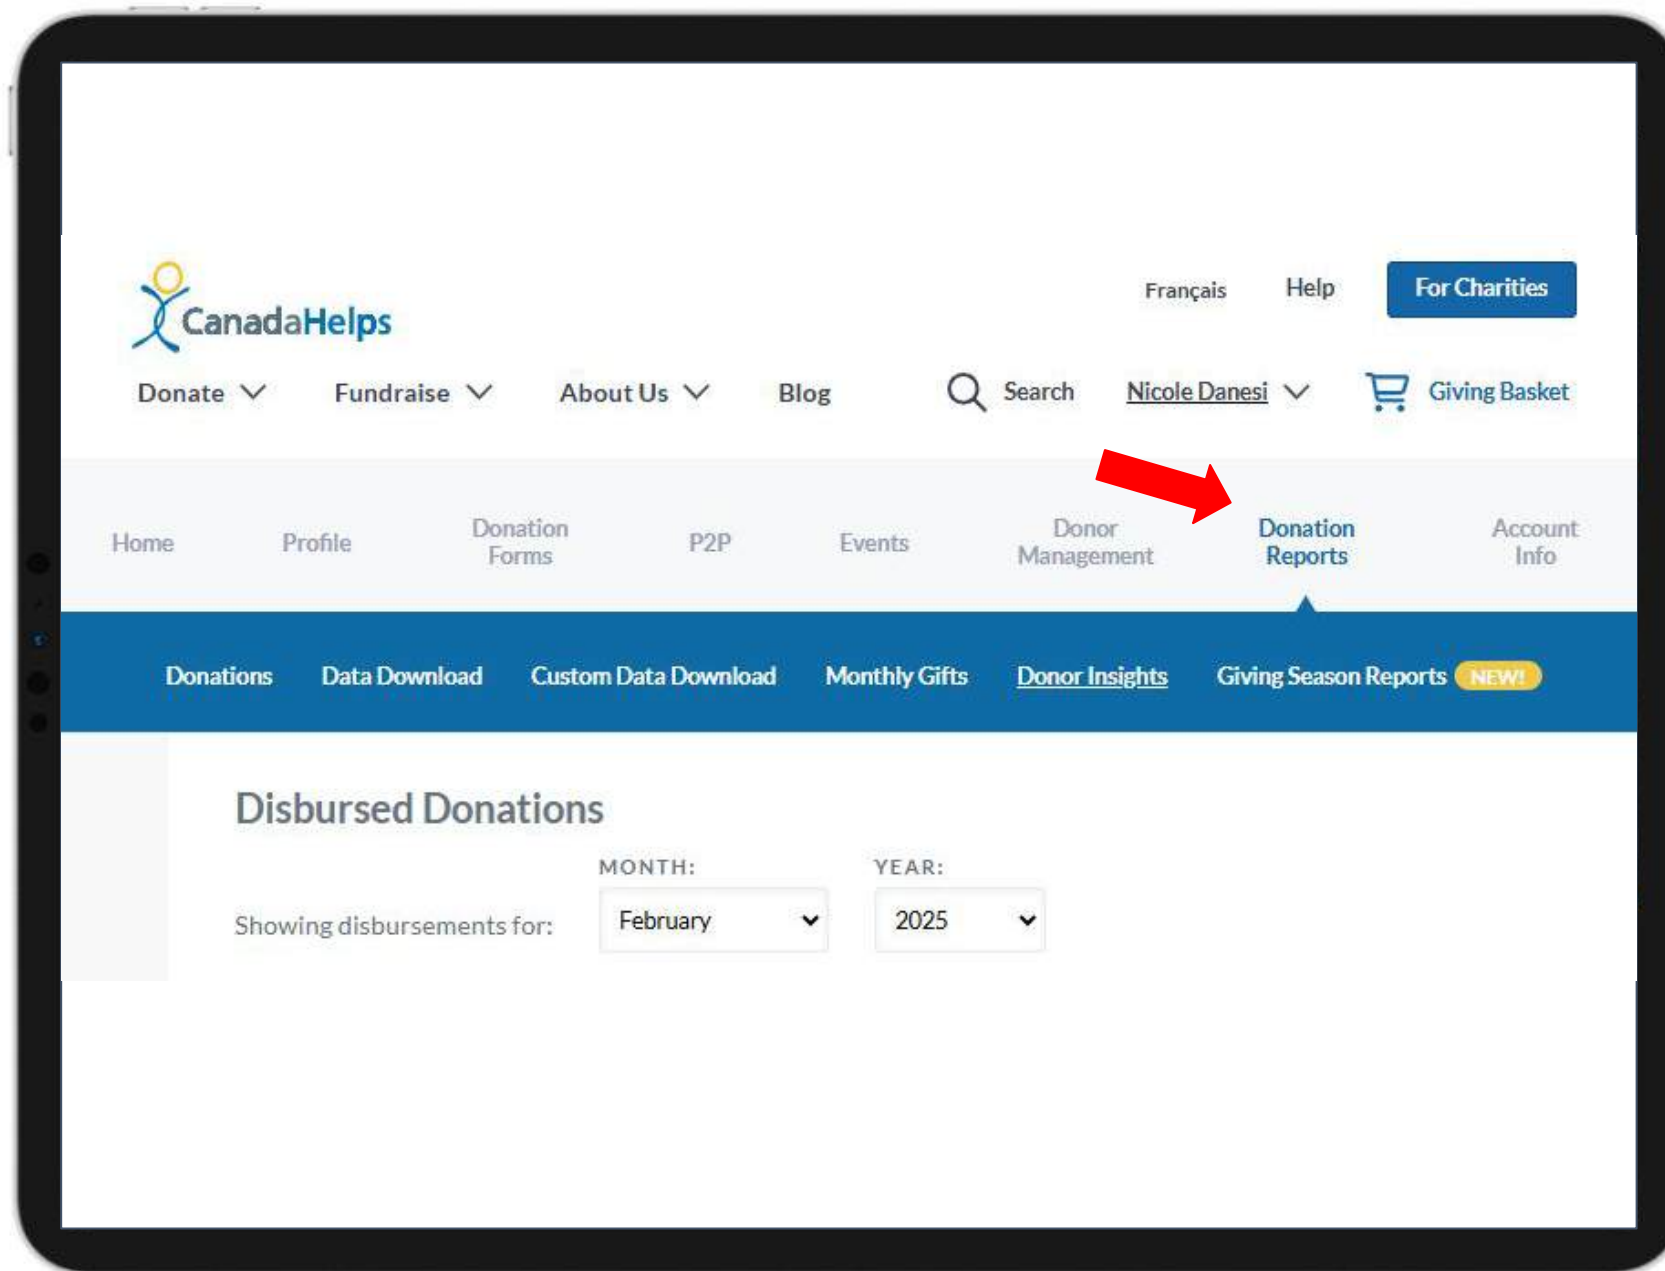 CanadaHelps
Français Help For Charities
Donate Fundraise About Us Blog Search Nicole Danesi Giving Basket
Home Profile Donation Forms P2P Events Donor Management Donation Reports Account Info
Donations Data Download Custom Data Download Monthly Gifts Donor Insights Giving Season Reports NEW!
Disbursed Donations
MONTH: YEAR:
Showing disbursements for: February 2025